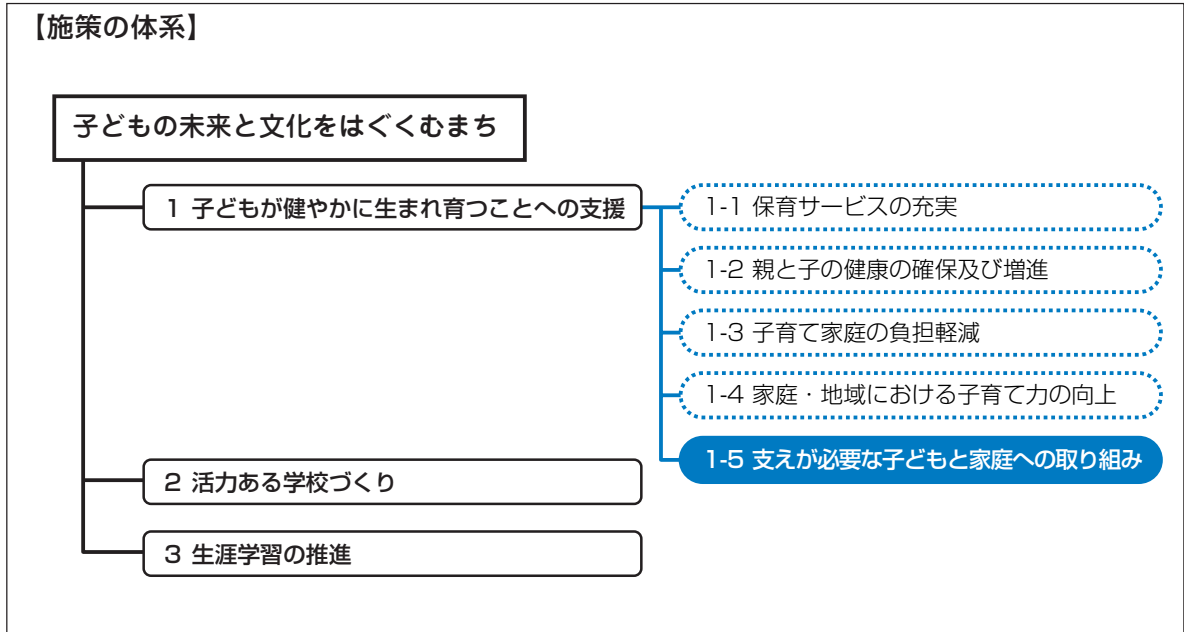 【施策の体系】
子どもの未来と文化をはぐくむまち
1 子どもが健やかに生まれ育つことへの支援
1-1 保育サービスの充実
1-2 親と子の健康の確保及び増進
1-3 子育て家庭の負担軽減
1-4 家庭・地域における子育て力の向上
1-5 支えが必要な子どもと家庭への取り組み
2 活力ある学校づくり
3 生涯学習の推進